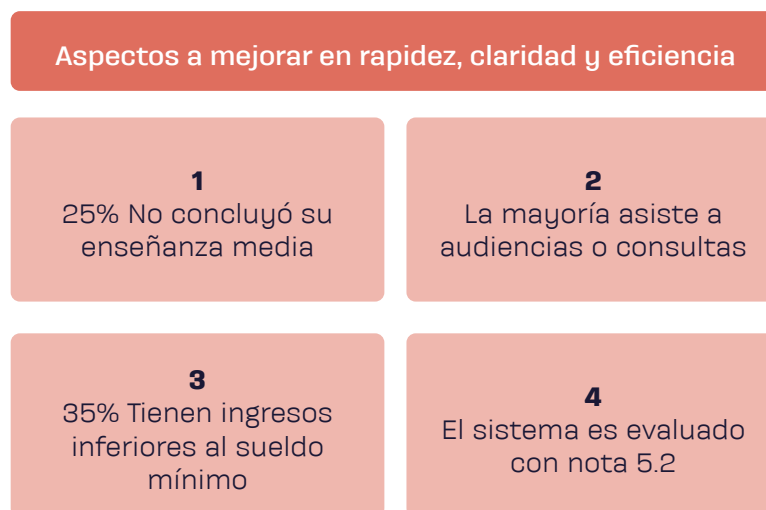 Aspectos a mejorar en rapidez, claridad y eficiencia
1
25% No concluyó su
enseñanza media
2
La mayoría asiste a
audiencias o consultas
3
35% Tienen ingresos
inferiores al sueldo
mínimo
4
El sistema es evaluado
con nota 5.2